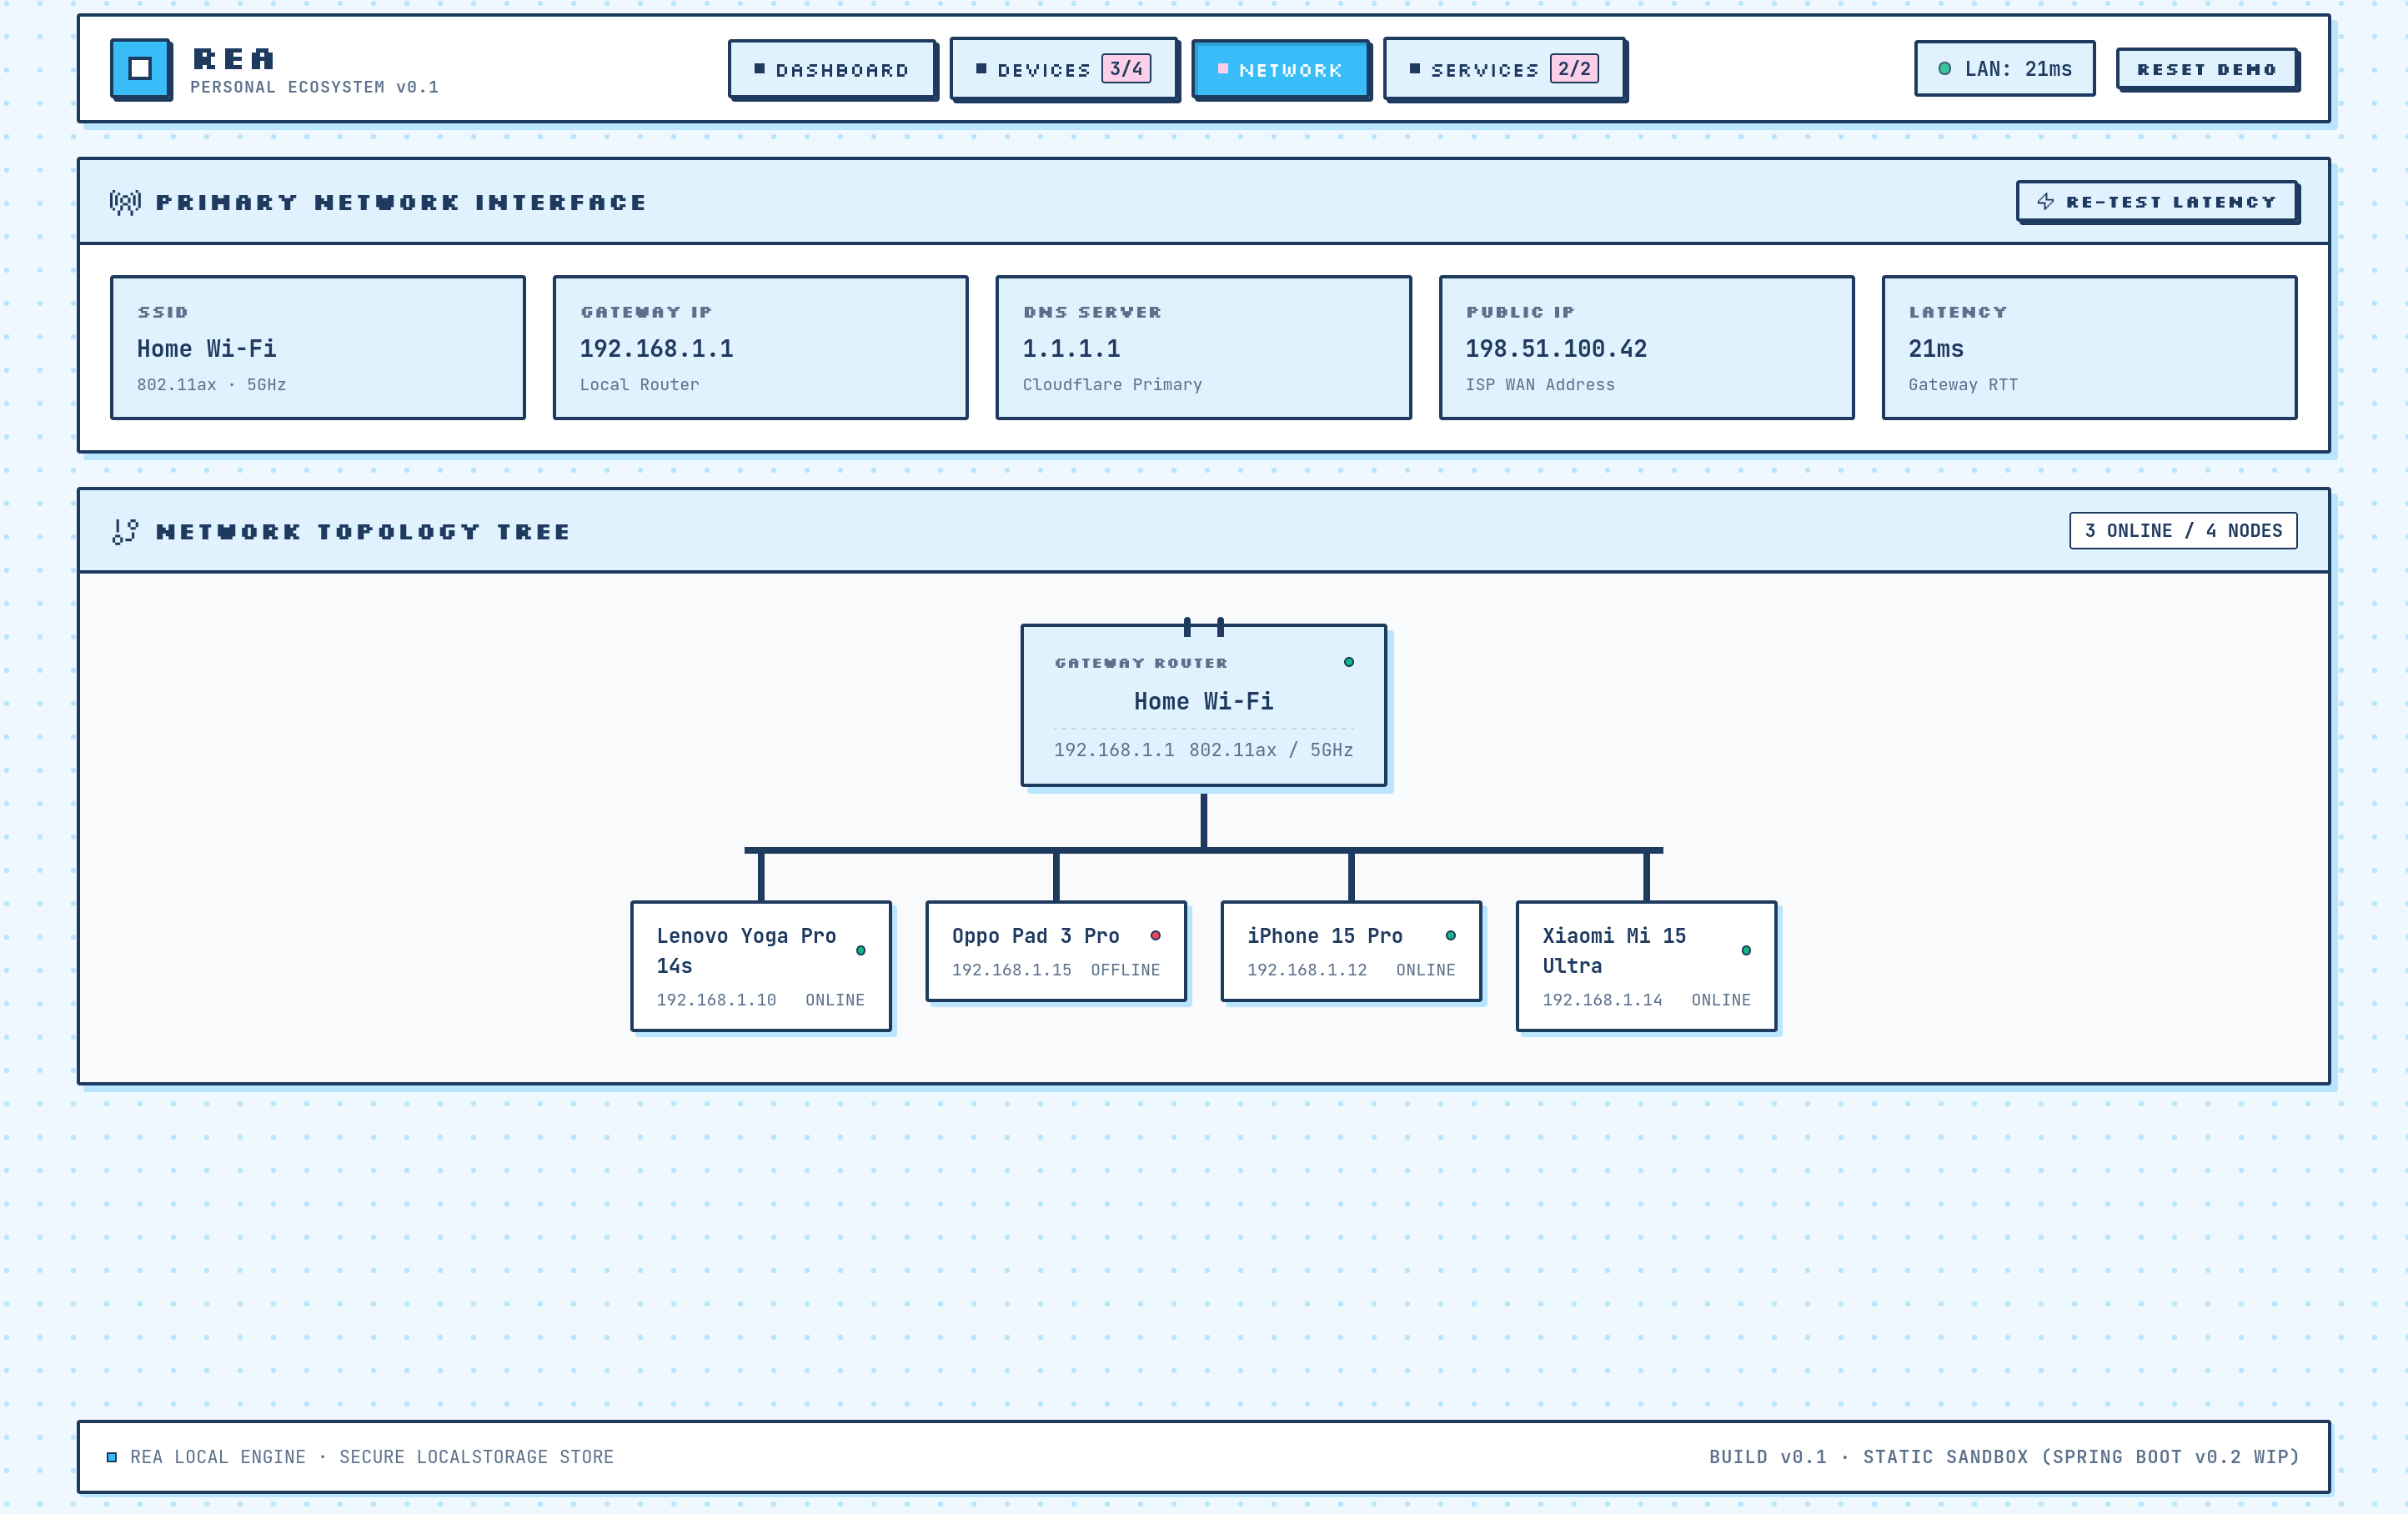 REA
PERSONAL ECOSYSTEM v0.1
DASHBOARD
DEVICES 3/4
NETWORK
SERVICES 2/2
LAN: 21ms
RESET DEMO
PRIMARY NETWORK INTERFACE
RE-TEST LATENCY
SSID
Home Wi-Fi
802.11ax · 5GHz
GATEWAY IP
192.168.1.1
Local Router
DNS SERVER
1.1.1.1
Cloudflare Primary
PUBLIC IP
198.51.100.42
ISP WAN Address
LATENCY
21ms
Gateway RTT
NETWORK TOPOLOGY TREE
3 ONLINE / 4 NODES
GATEWAY ROUTER
Home Wi-Fi
192.168.1.1 802.11ax / 5GHz
Lenovo Yoga Pro
14s
192.168.1.10 ONLINE
Oppo Pad 3 Pro
192.168.1.15 OFFLINE
iPhone 15 Pro
192.168.1.12 ONLINE
Xiaomi Mi 15
Ultra
192.168.1.14 ONLINE
REA LOCAL ENGINE · SECURE LOCALSTORAGE STORE
BUILD v0.1 · STATIC SANDBOX (SPRING BOOT v0.2 WIP)